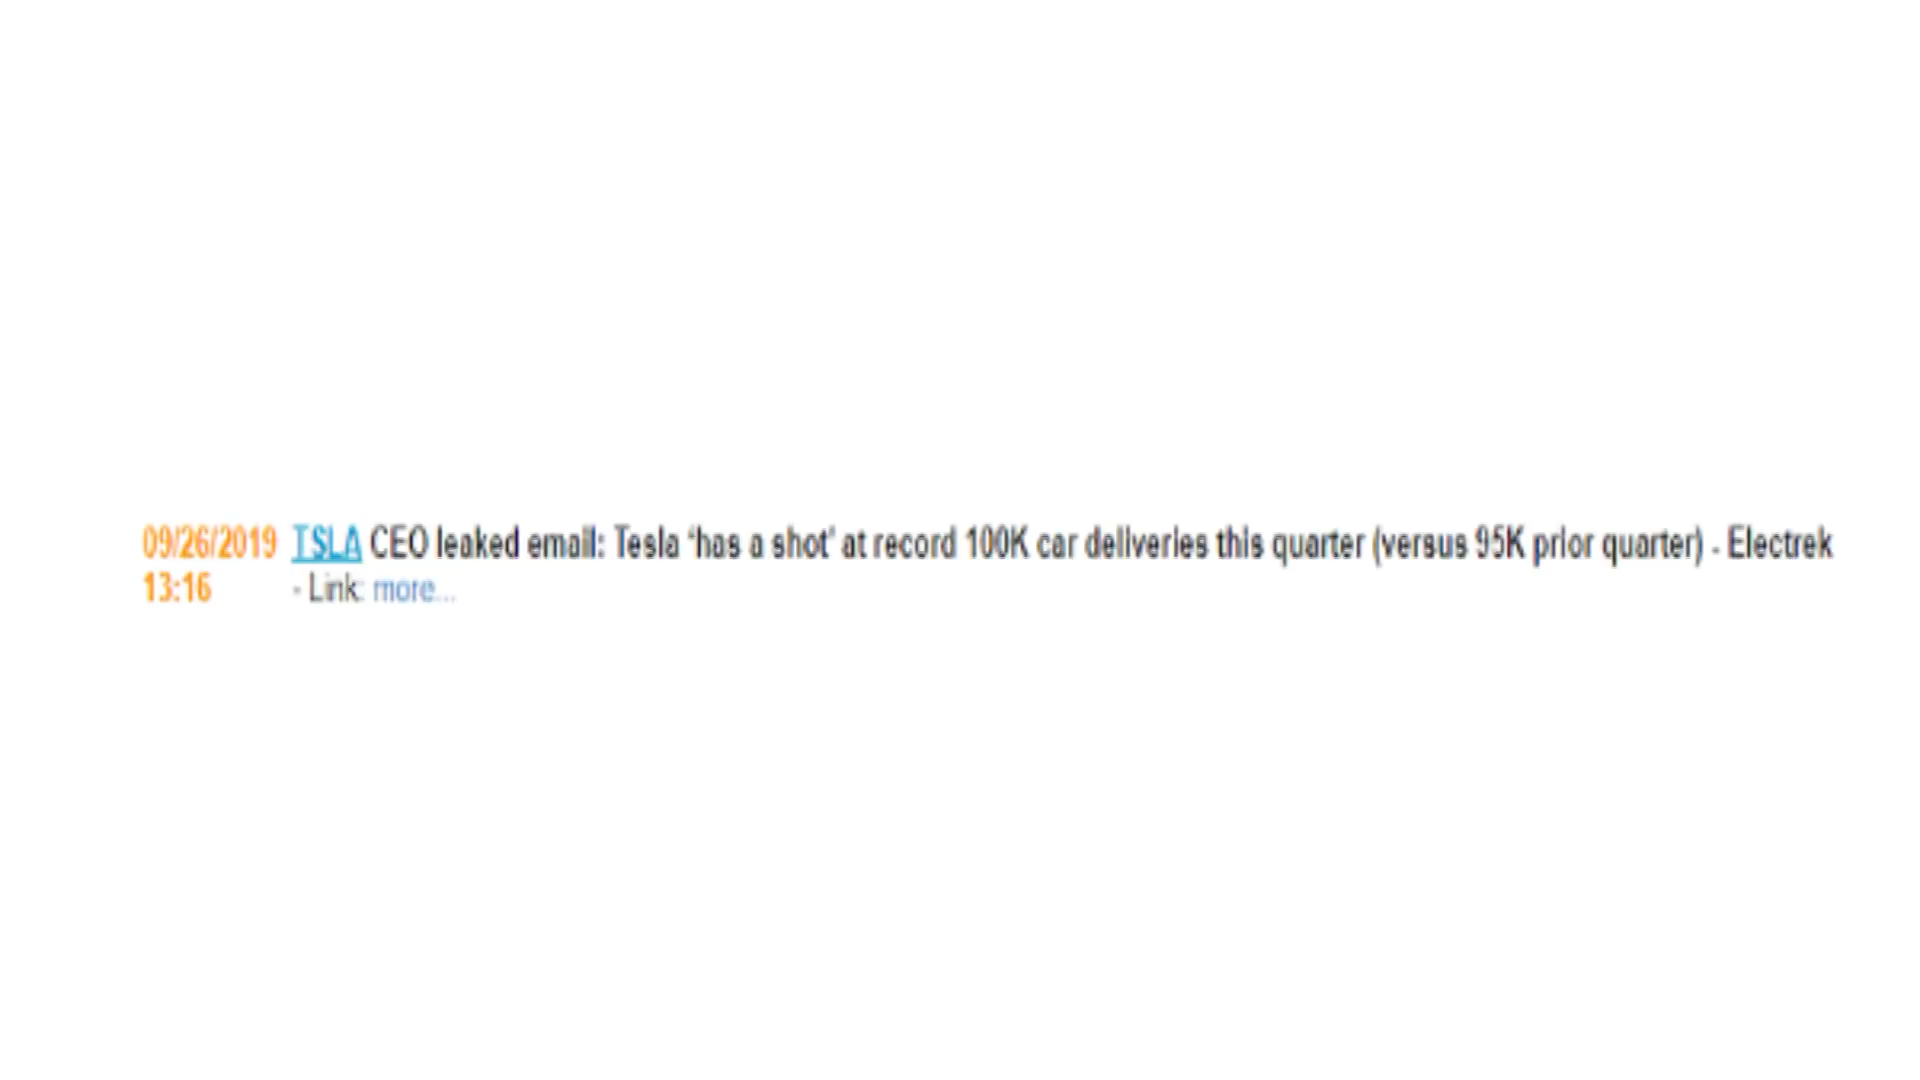 09/26/2019 TSLA CEO leaked email: Tesla ‘has a shot’ at record 100K car deliveries this quarter (versus 95K prior quarter) - Electrek
13:16 - Link: more...